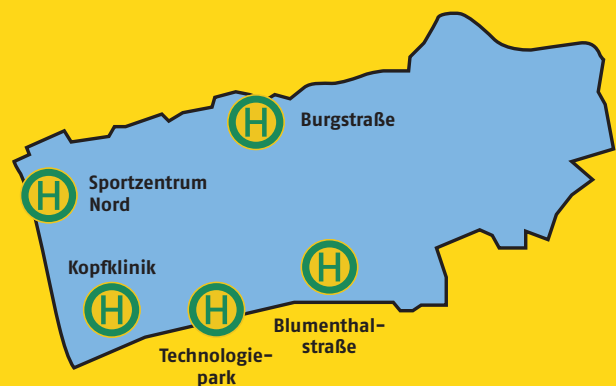 H
Burgstraße
H
Sportzentrum
Nord
Kopfklinik
H
H
H
Blumenthal-
straße
Technologie-
park